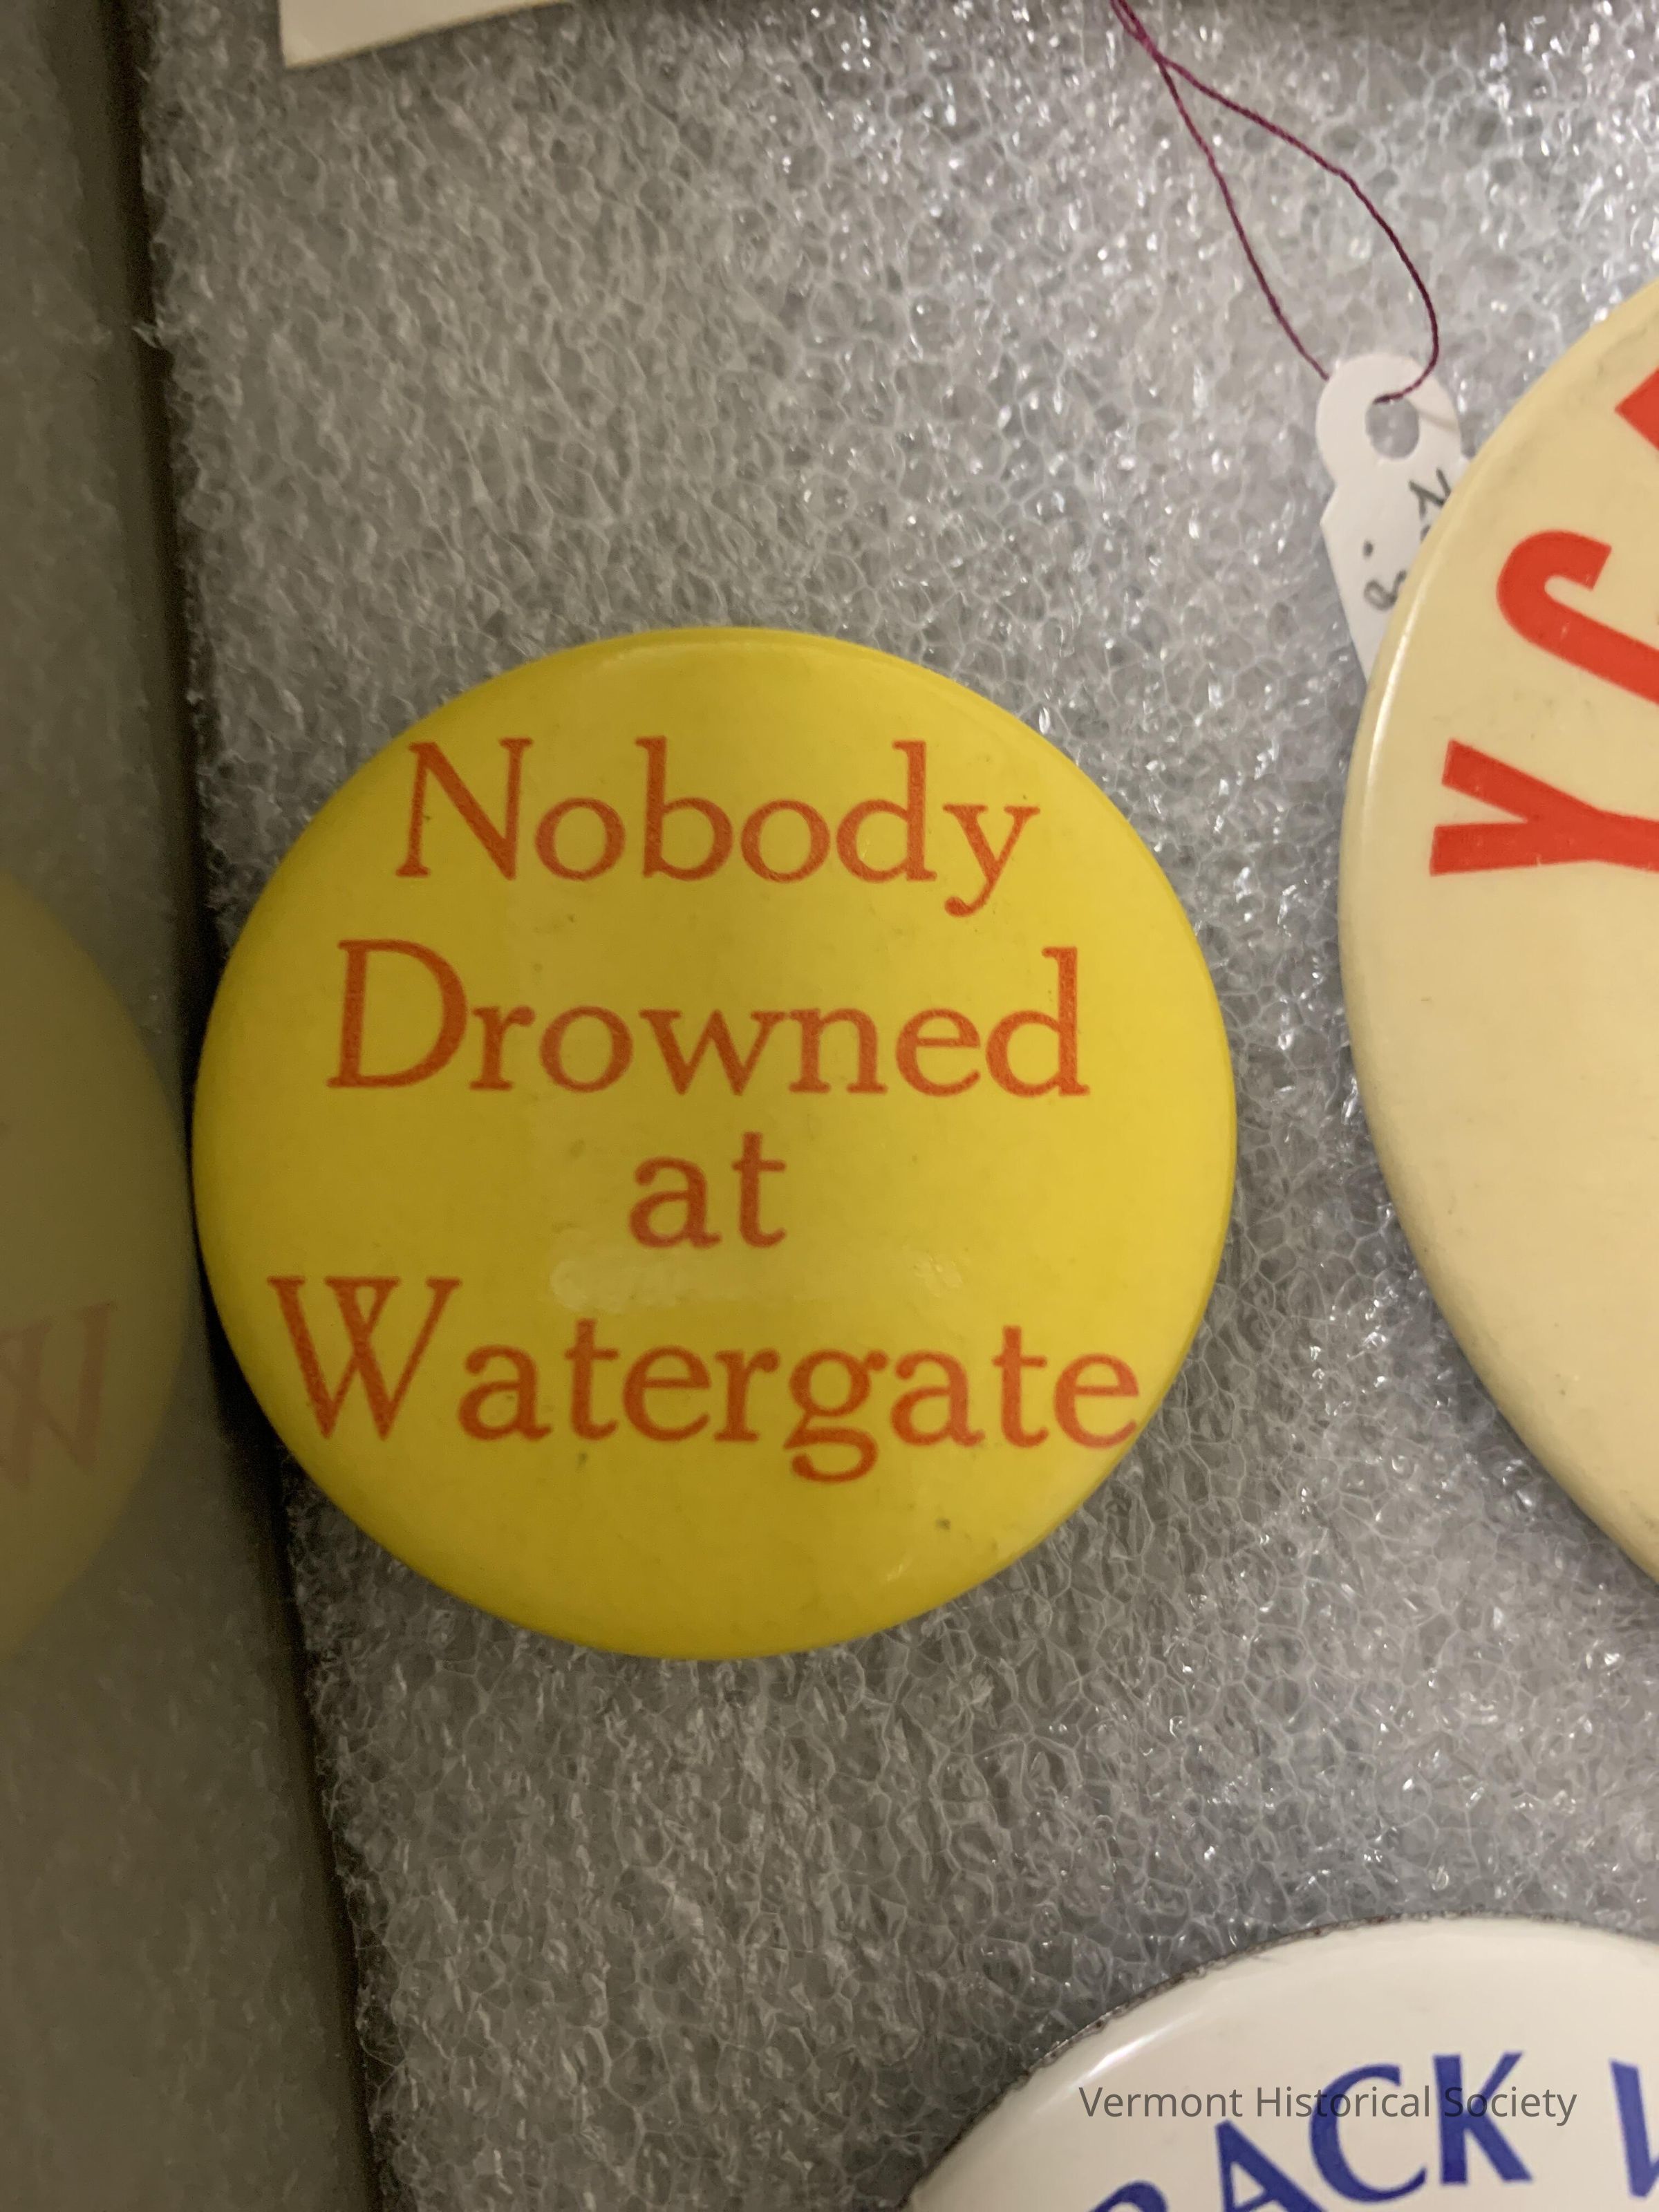 Nobody
Drowned
at
Watergate
Vermont Historical Society